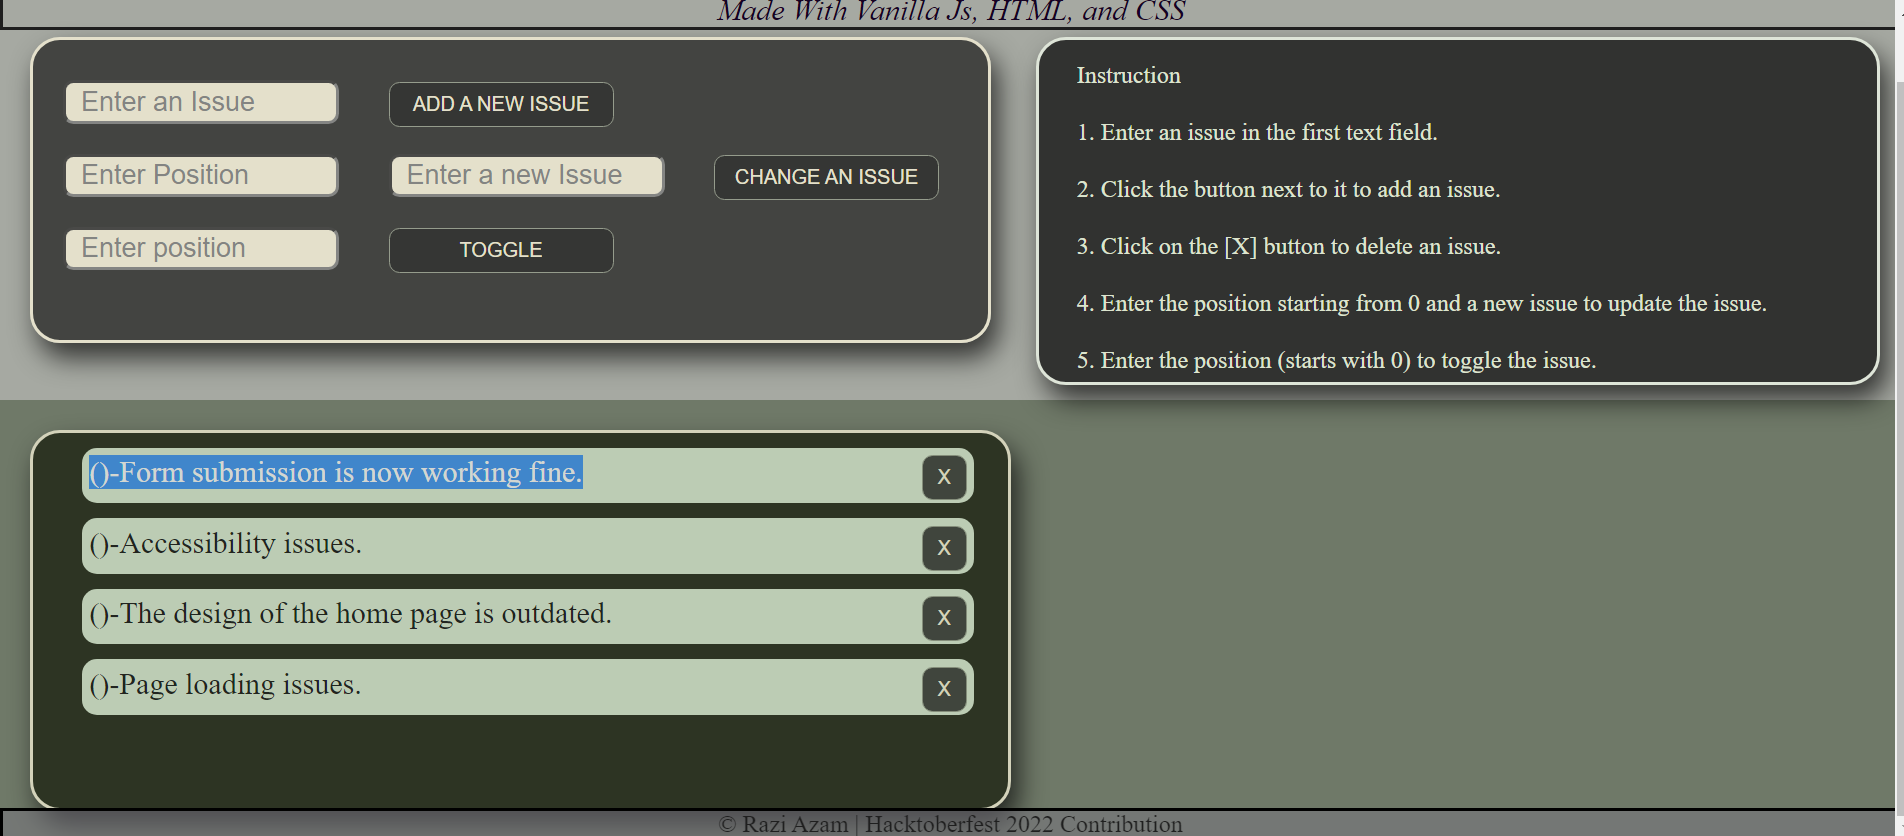 Made With Vanilla Js, HTML, and CSS
Enter an Issue
ADD A NEW ISSUE
Enter Position
Enter a new Issue
CHANGE AN ISSUE
Enter position
TOGGLE
Instruction
1. Enter an issue in the first text field.
2. Click the button next to it to add an issue.
3. Click on the [X] button to delete an issue.
4. Enter the position starting from 0 and a new issue to update the issue.
5. Enter the position (starts with 0) to toggle the issue.
()-Form submission is now working fine.
X
()-Accessibility issues.
X
()-The design of the home page is outdated.
X
()-Page loading issues.
X
© Razi Azam | Hacktoberfest 2022 Contribution